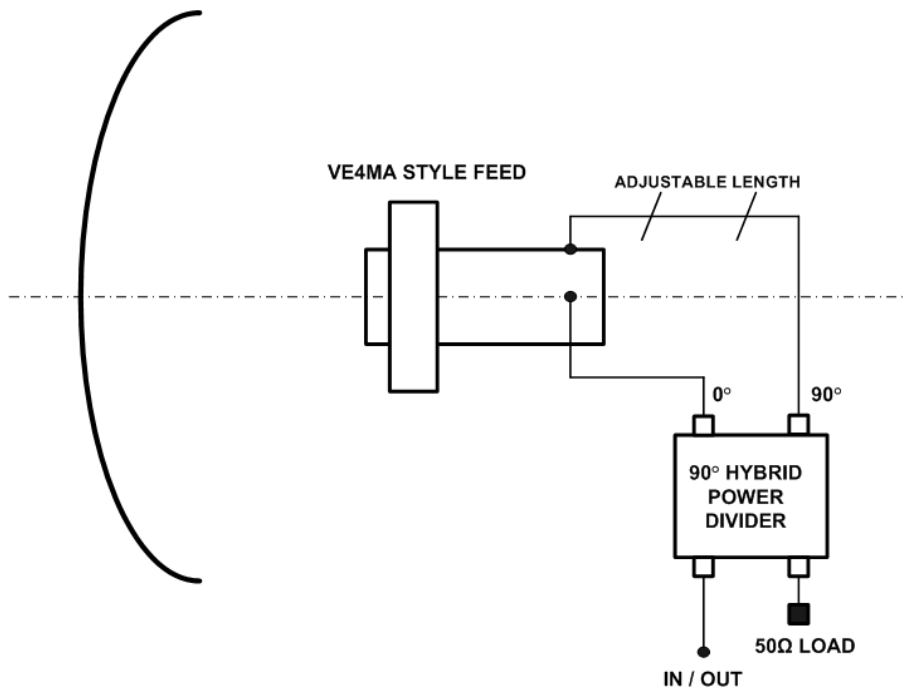 VE4MA STYLE FEED
ADJUSTABLE LENGTH
0°
90°
90° HYBRID
POWER
DIVIDER
50Ω LOAD
IN / OUT